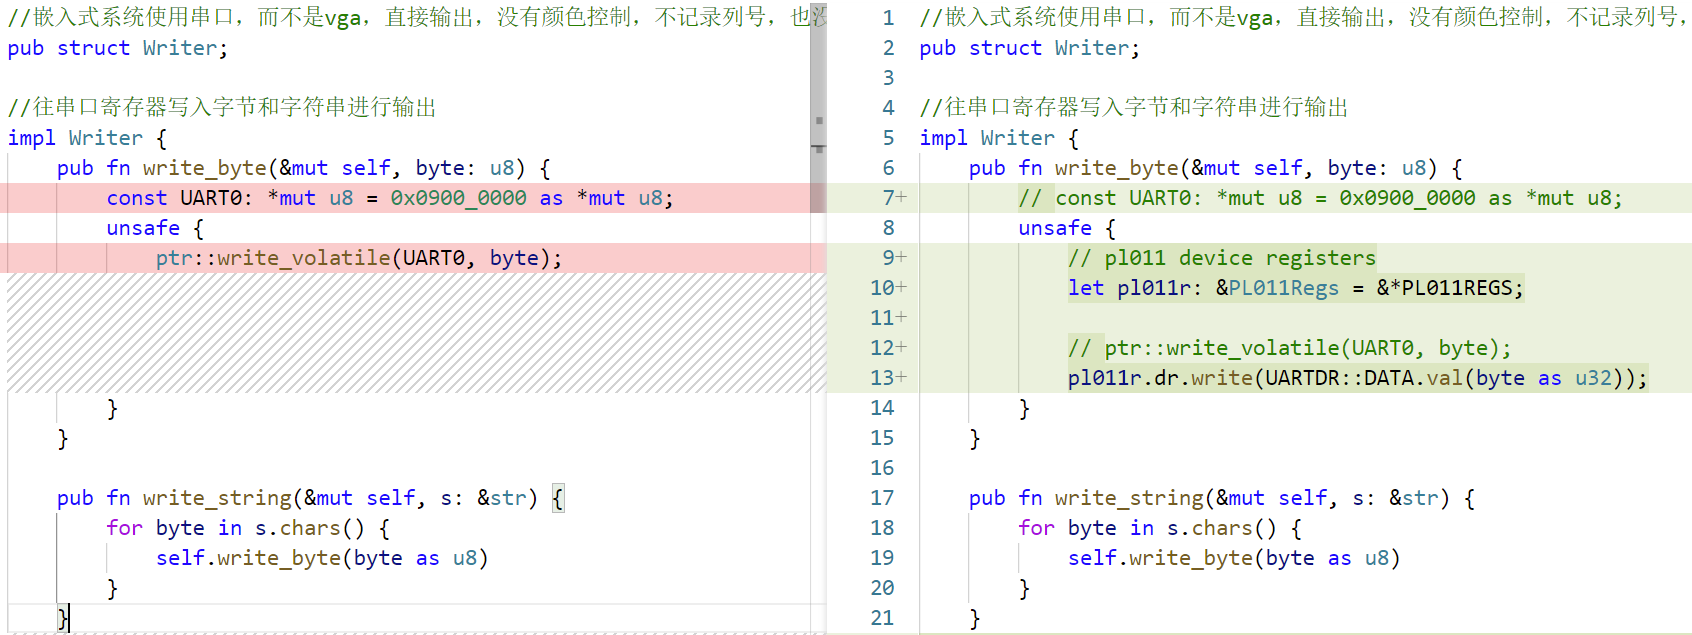 //嵌入式系统使用串口，而不是vga，直接输出，没有颜色控制，不记录列号，也没
pub struct Writer;
//往串口寄存器写入字节和字符串进行输出
impl Writer {
    pub fn write_byte(&mut self, byte: u8) {
        const UART0: *mut u8 = 0x0900_0000 as *mut u8;
        unsafe {
            ptr::write_volatile(UART0, byte);
        }
    }
    pub fn write_string(&mut self, s: &str) {
        for byte in s.chars() {
            self.write_byte(byte as u8)
        }
    }
1 //嵌入式系统使用串口，而不是vga，直接输出，没有颜色控制，不记录列号，
2 pub struct Writer;
3
4 //往串口寄存器写入字节和字符串进行输出
5 impl Writer {
6     pub fn write_byte(&mut self, byte: u8) {
7+         // const UART0: *mut u8 = 0x0900_0000 as *mut u8;
8         unsafe {
9+             // pl011 device registers
10+             let pl011r: &PL011Regs = &*PL011REGS;
11+
12+             // ptr::write_volatile(UART0, byte);
13+             pl011r.dr.write(UARTDR::DATA.val(byte as u32));
14         }
15     }
16
17     pub fn write_string(&mut self, s: &str) {
18         for byte in s.chars() {
19             self.write_byte(byte as u8)
20         }
21     }